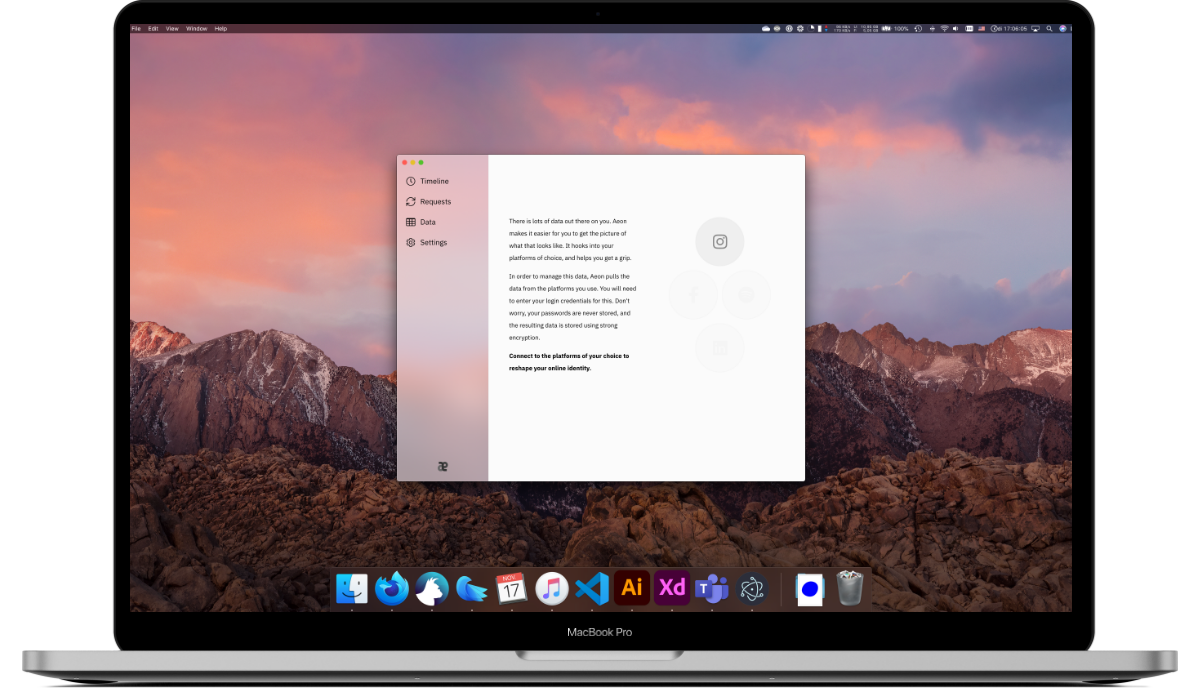 File Edit View Window Help
100%
17:06:05
Timeline
Requests
Data
Settings
There is lots of data out there on you. Aeon
makes it easier for you to get the picture of
what that looks like. It hooks into your
platforms of choice, and helps you get a grip.
In order to manage this data, Aeon pulls the
data from the platforms you use. You will need
to enter your login credentials for this. Don't
worry, your passwords are never stored, and
the resulting data is stored using strong
encryption.
Connect to the platforms of your choice to
reshape your online identity.
æ
NOV
17
Ai
Xd
T
MacBook Pro